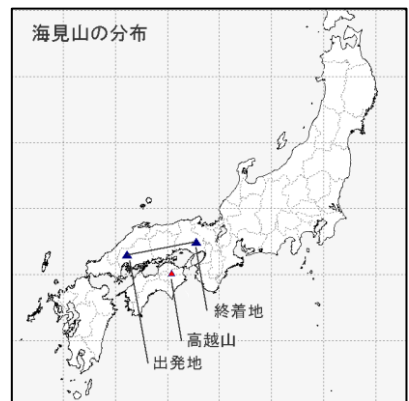 海見山の分布
終着地
高越山
出発地